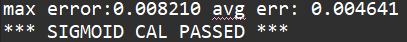 max error:0.008210 avg err: 0.004641
*** SIGMOID CAL PASSED ***